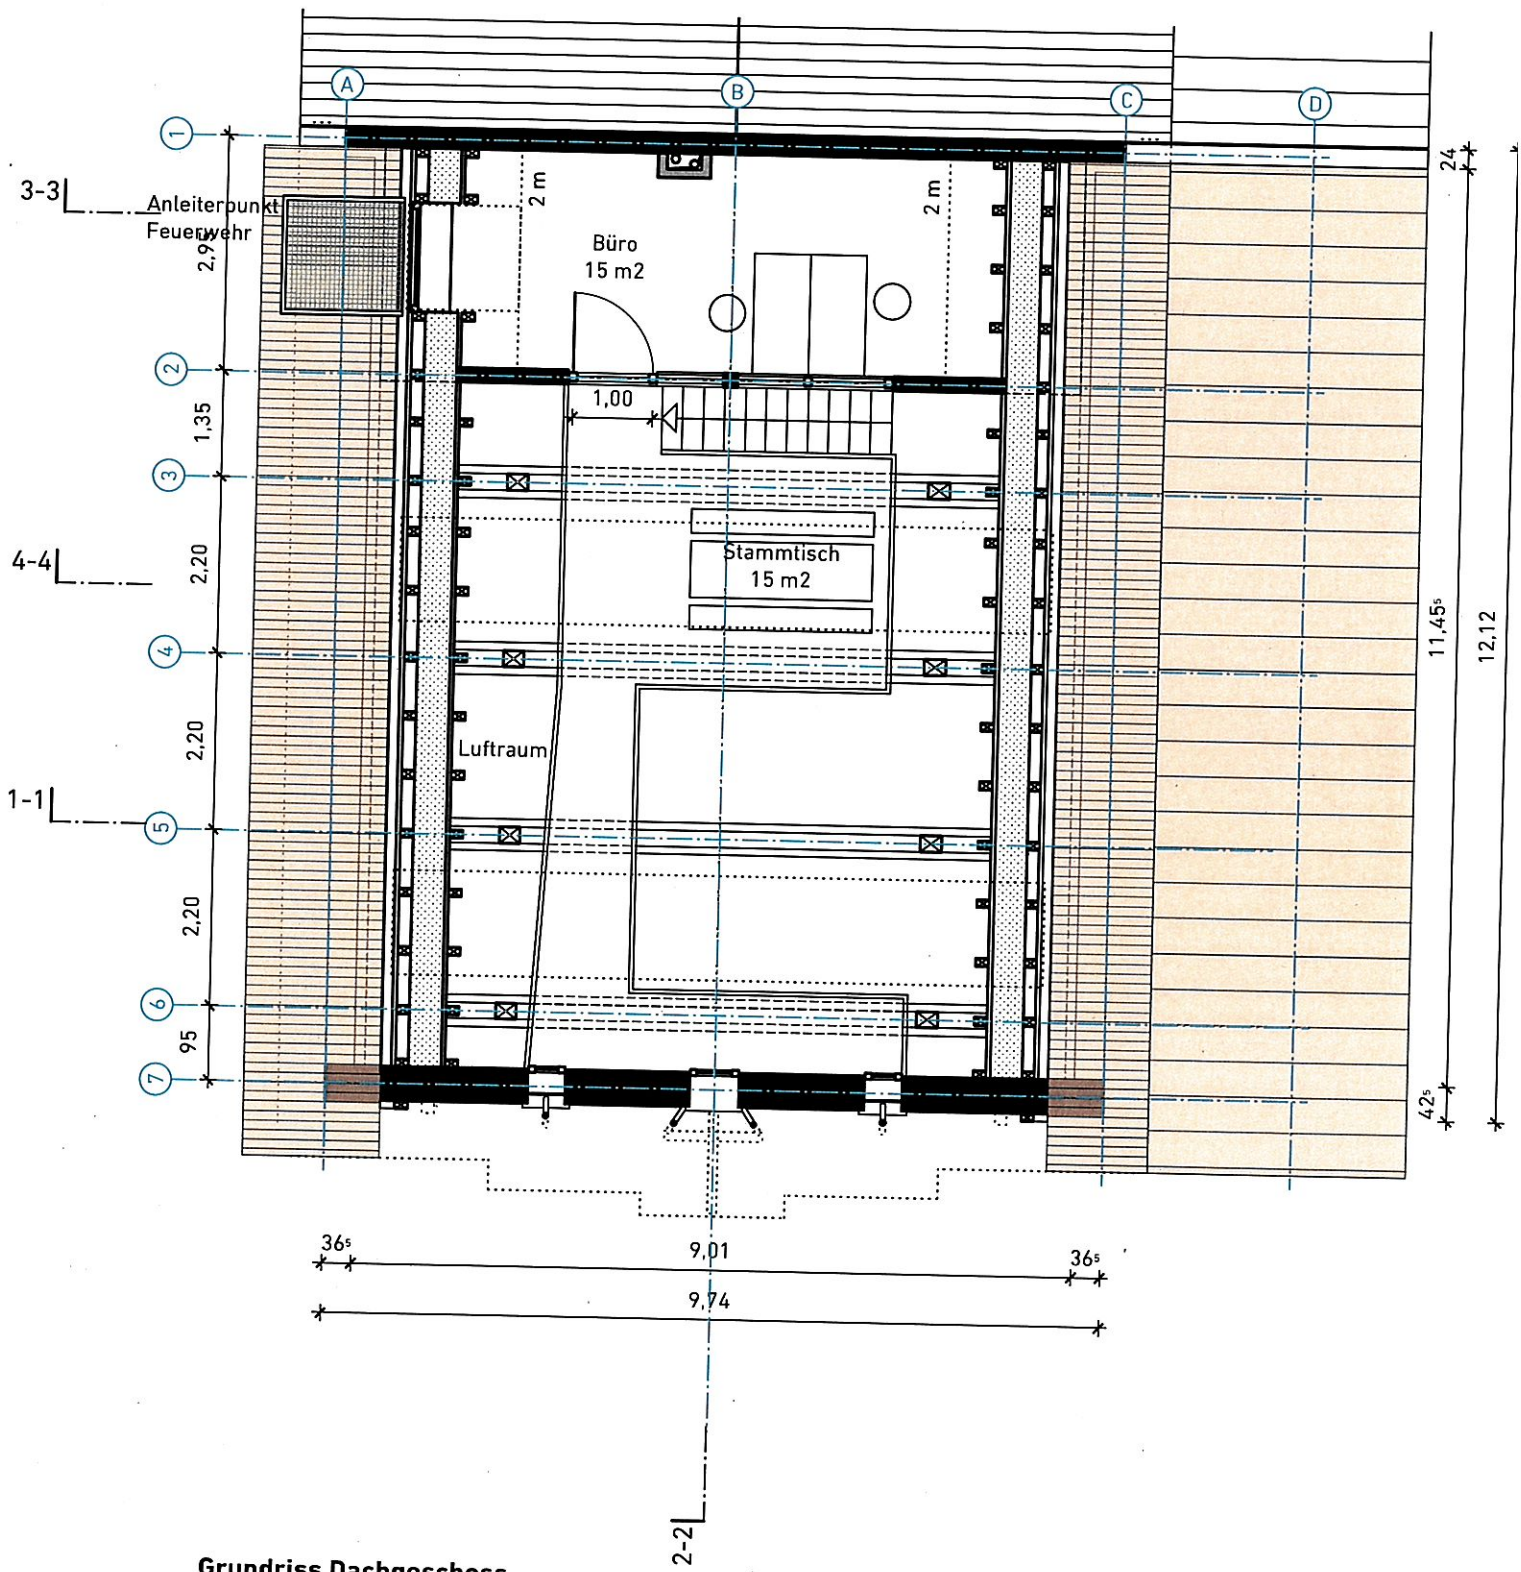 A
B
C
D
1
3-3
Anleiterpunkt
Feuerwehr
24
2 m
2 m
Büro
15 m2
2,95
2
1,00
1,35
3
4-4
2,20
Stammtisch
15 m2
11,45⁵
12,12
4
2,20
Luftraum
1-1
5
2,20
6
95
7
42⁵
36⁵
9,01
36⁵
9,74
2-2
Grundriss Dachgeschoss